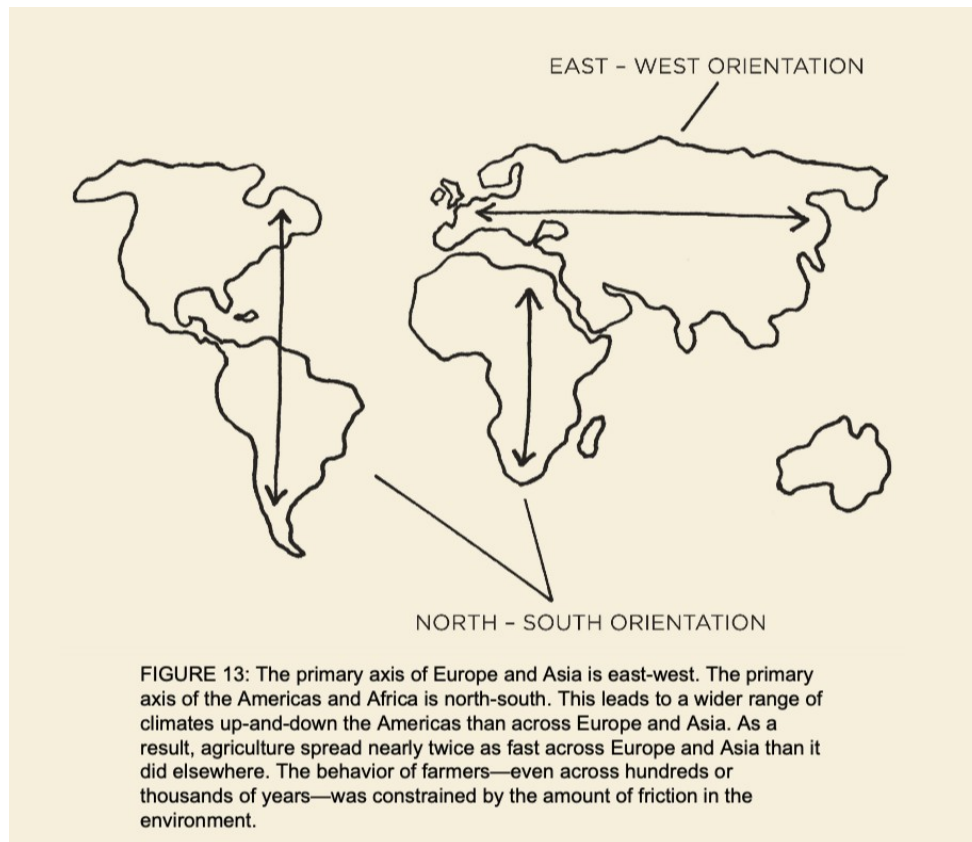 EAST – WEST ORIENTATION
NORTH – SOUTH ORIENTATION
FIGURE 13: The primary axis of Europe and Asia is east-west. The primary
axis of the Americas and Africa is north-south. This leads to a wider range of
climates up-and-down the Americas than across Europe and Asia. As a
result, agriculture spread nearly twice as fast across Europe and Asia than it
did elsewhere. The behavior of farmers—even across hundreds or
thousands of years—was constrained by the amount of friction in the
environment.